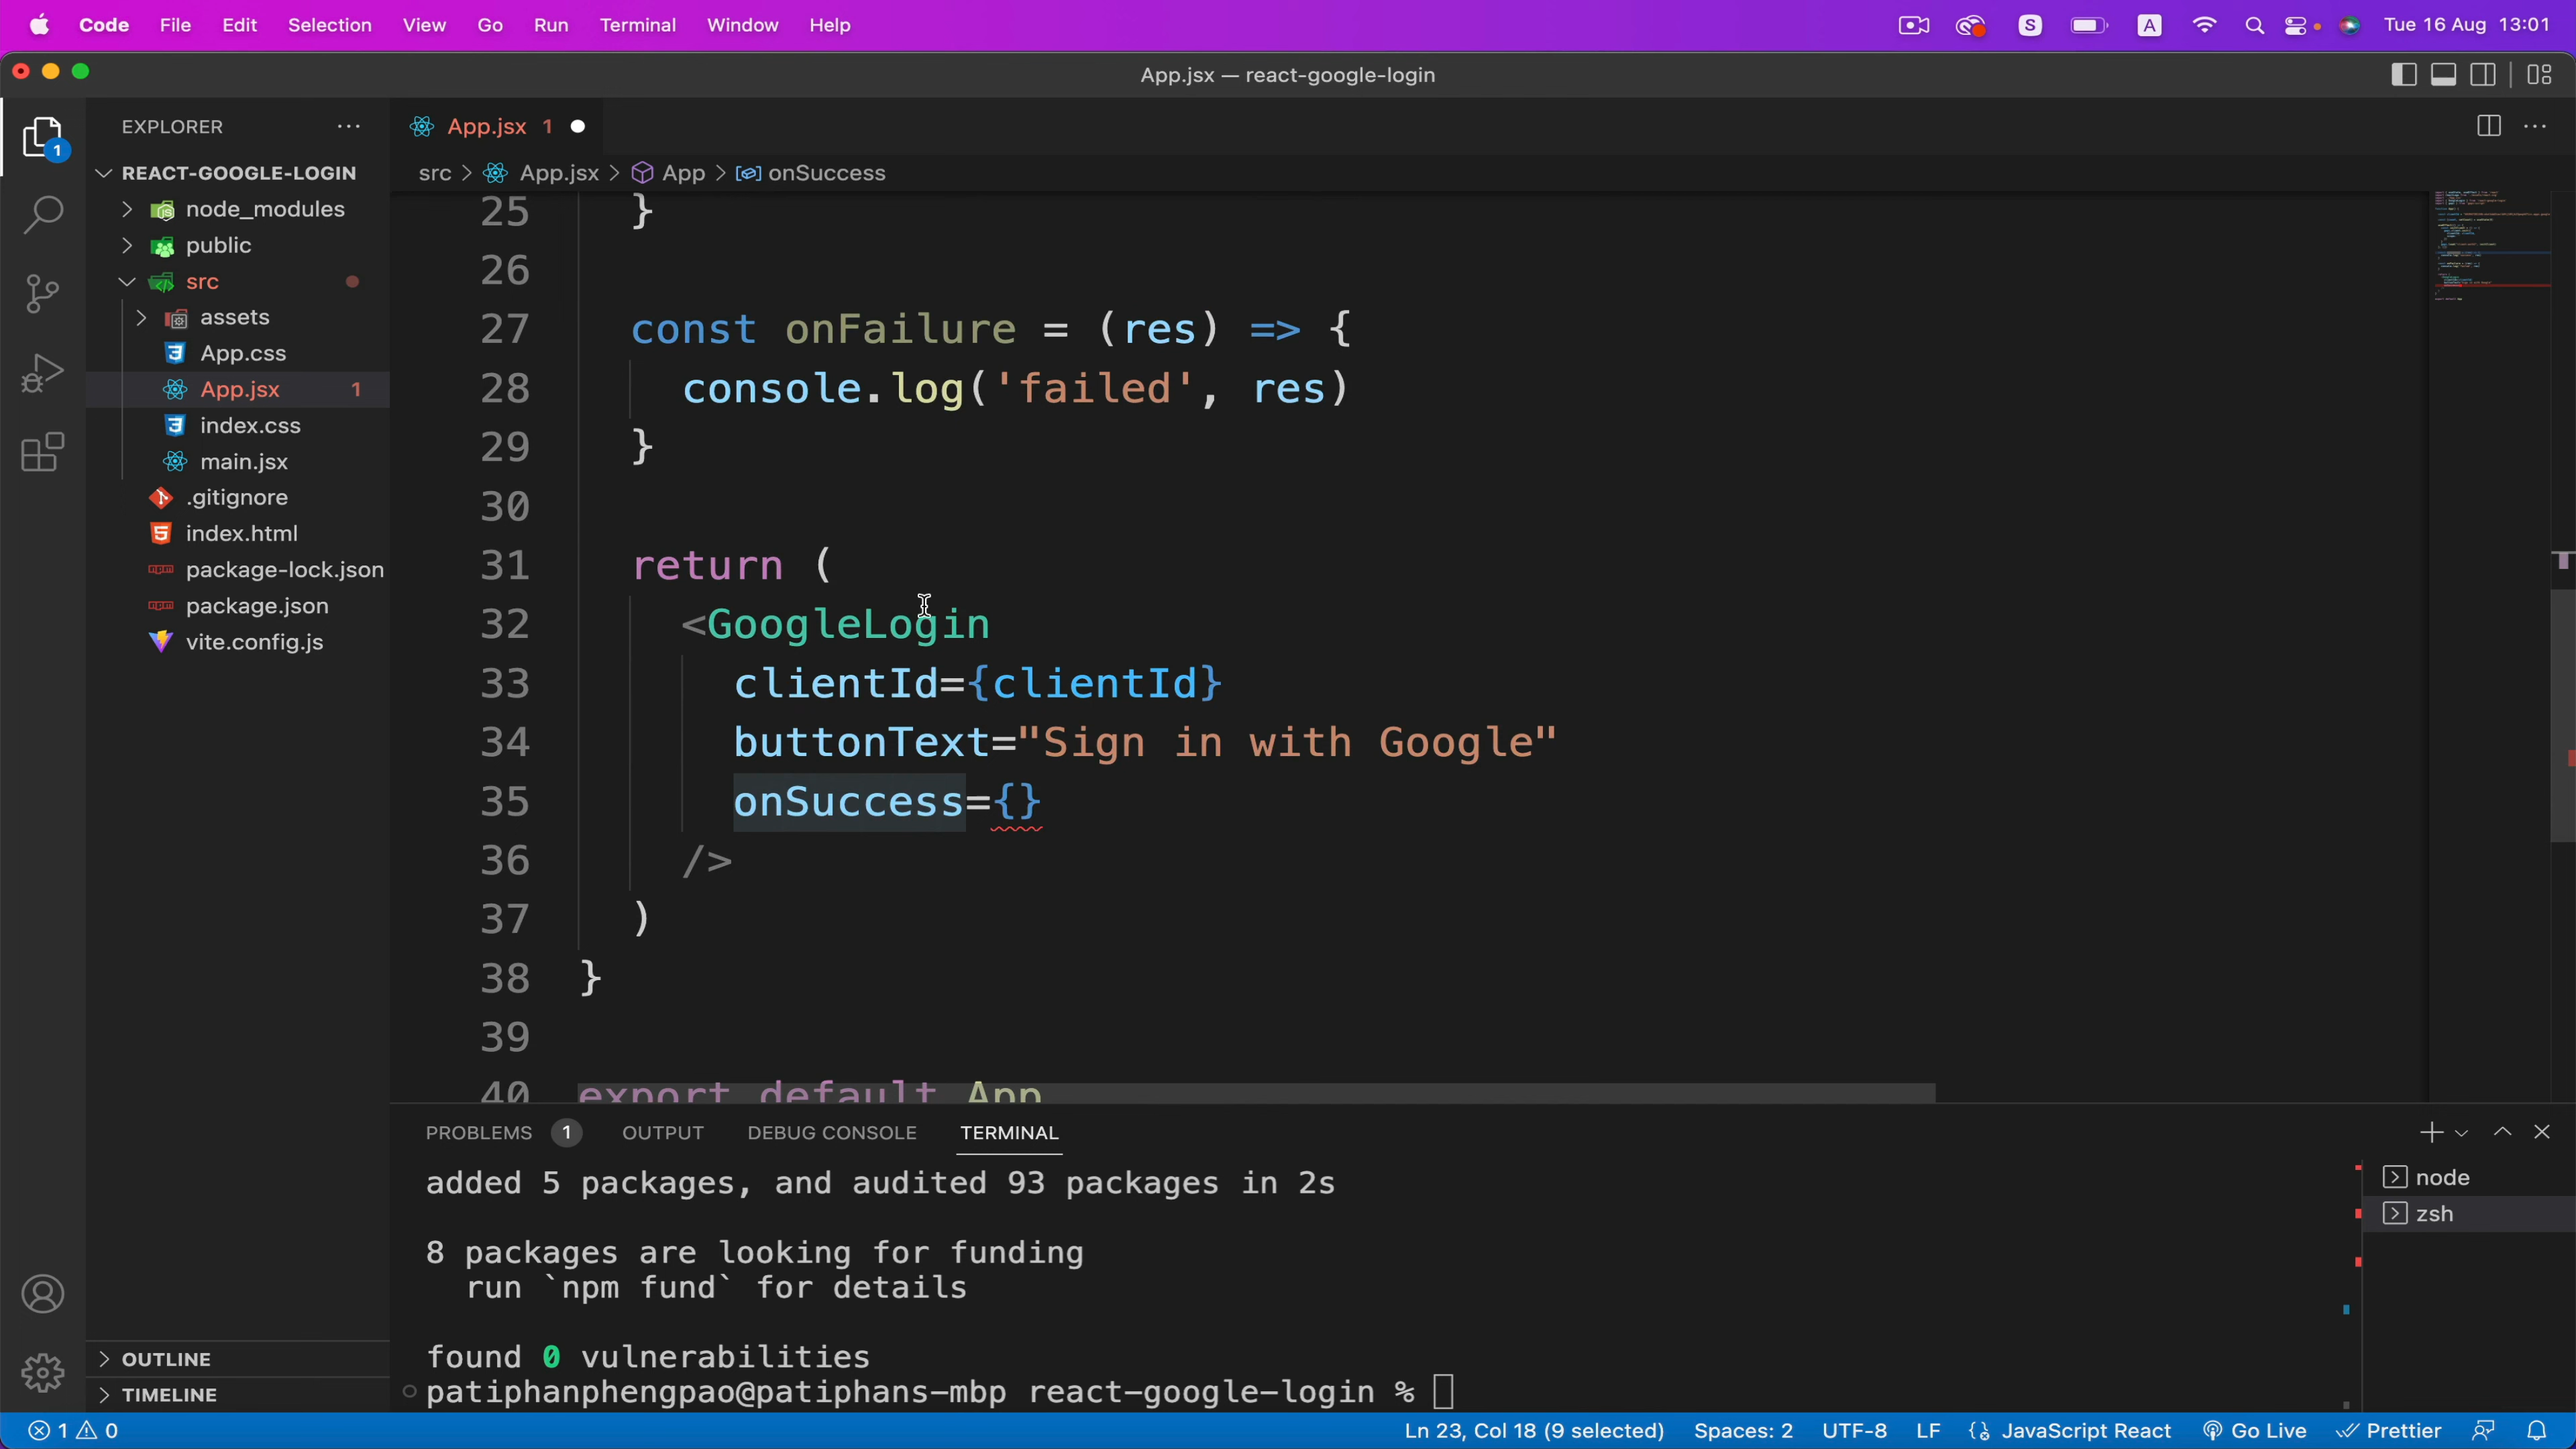 Code File Edit Selection View Go Run Terminal Window Help
S A Tue 16 Aug 13:01
App.jsx — react-google-login
EXPLORER
1
REACT-GOOGLE-LOGIN
node_modules
public
src
assets
App.css
App.jsx 1
index.css
main.jsx
.gitignore
index.html
package-lock.json
package.json
vite.config.js
OUTLINE
TIMELINE
App.jsx 1
src > App.jsx > App > onSuccess
25 }
26
27 const onFailure = (res) => {
28 console.log('failed', res)
29 }
30
31 return (
32 <GoogleLogin
33 clientId={clientId}
34 buttonText="Sign in with Google"
35 onSuccess={}
36 />
37 )
38 }
39
40 export default App
PROBLEMS 1 OUTPUT DEBUG CONSOLE TERMINAL
added 5 packages, and audited 93 packages in 2s
8 packages are looking for funding
run `npm fund` for details
found 0 vulnerabilities
patiphanphengpao@patiphans-mbp react-google-login %
node
zsh
1 0 Ln 23, Col 18 (9 selected) Spaces: 2 UTF-8 LF JavaScript React Go Live Prettier